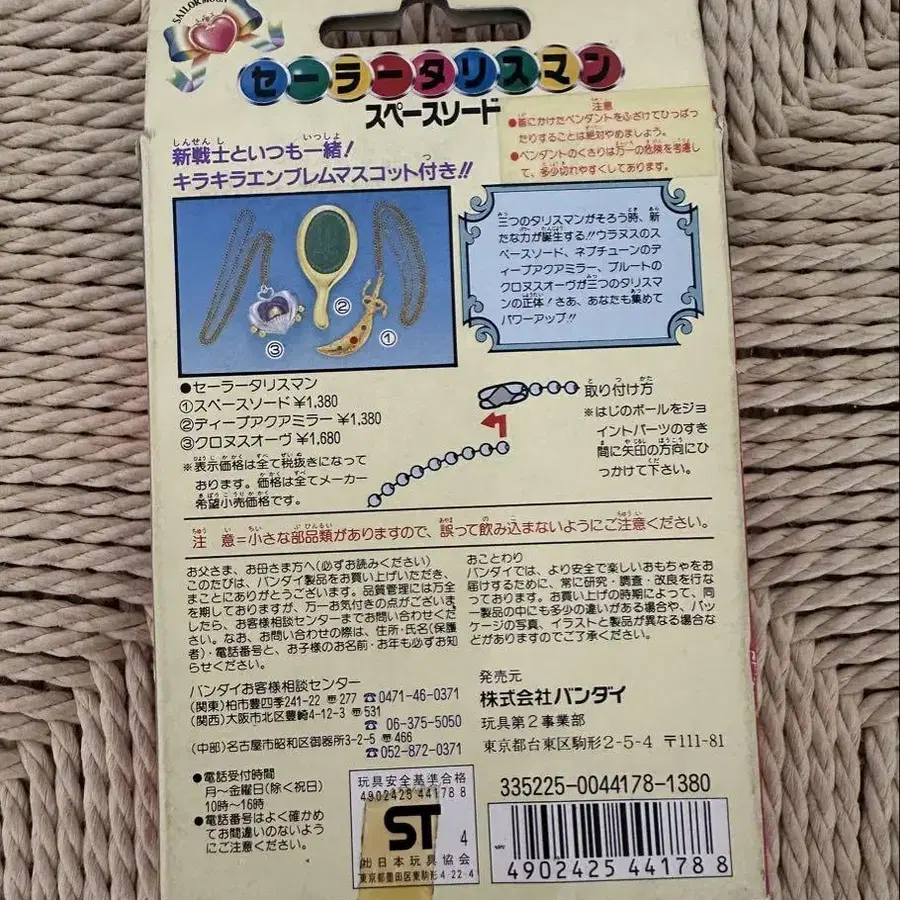 SAILOR MOON
セーラータリスマン
スペースソード
注意
●首にかけたペンダントをふざけてひっぱっ
たりすることは絶対やめましょう。
●ペンダントのくさりは万一の危険を考慮し
て、多少切れやすくしてあります。
新戦士といつも一緒!
キラキラエンブレムマスコット付き!!
三つのタリスマンがそろう時、新
たな力が誕生する!!ウラヌスのス
ペースソード、ネプチューンのデ
ィープアクアミラー、プルートの
クロヌスオーヴが三つのタリスマ
ンの正体!さあ、あなたも集めて
パワーアップ!!
② ① ③
●セーラータリスマン
①スペースソード ¥1,380
②ディープアクアミラー ¥1,380
③クロヌスオーヴ ¥1,680
※表示価格は全て税抜きになって
おります。価格は全てメーカー
希望小売価格です。
取り付け方
※はじのボールをジョ
イントパーツのすき
間に矢印の方向にひ
っかけて下さい。
注 意=小さな部品類がありますので、誤って飲み込まないようにご注意ください。
お父さま、お母さま方へ(必ずお読みください)
このたびは、バンダイ製品をお買い上げいただき、
まことにありがとうございます。品質管理には万全
を期しておりますが、万一お気付きの点がございま
したら、お客様相談センターまでお問い合わせくだ
さい。なお、お問い合わせの際は、住所・氏名(保護
者)・電話番号と、お子様のお名前・お年も必ずお知
らせください。
おことわり
バンダイでは、より安全で楽しいおもちゃをお
届けするために、常に研究・調査・改良を行な
っております。お買い上げの時期によって、同
一製品の中にも多少の違いがある場合や、パッ
ケージの写真、イラストと製品が異なる場合な
どがありますのでご了承ください。
バンダイお客様相談センター
(関東)柏市豊四季241-22 〠277 ☎0471-46-0371
(関西)大阪市北区豊崎4-12-3 〠531
☎ 06-375-5050
(中部)名古屋市昭和区御器所3-2-5 〠466
☎052-872-0371
発売元
株式会社バンダイ
玩具第2事業部
東京都台東区駒形2-5-4 〒111-81
●電話受付時間
月〜金曜日(除く祝日)
10時〜16時
●電話番号はよく確かめ
てお間違いのないよう
にご注意ください。
玩具安全基準合格
4902425 44178 8
ST 4
(社)日本玩具協会
東京都墨田区東駒形4-22-4
335225-0044178-1380
4902425 441788